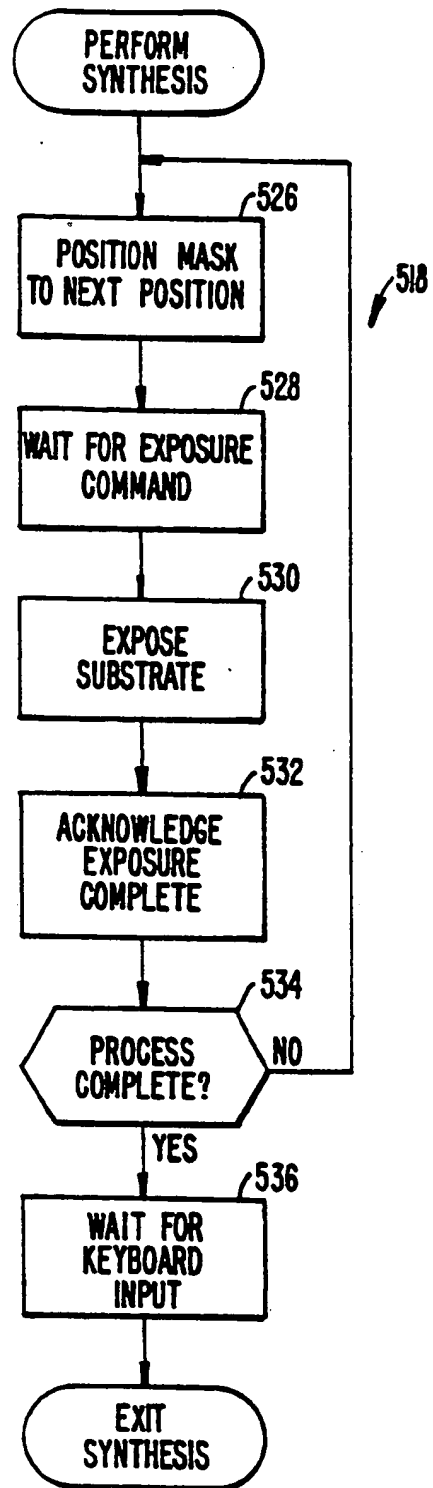 PERFORM
SYNTHESIS
526
POSITION MASK
TO NEXT POSITION
518
528
WAIT FOR EXPOSURE
COMMAND
530
EXPOSE
SUBSTRATE
532
ACKNOWLEDGE
EXPOSURE
COMPLETE
534
PROCESS
COMPLETE?
NO
YES
536
WAIT FOR
KEYBOARD
INPUT
EXIT
SYNTHESIS